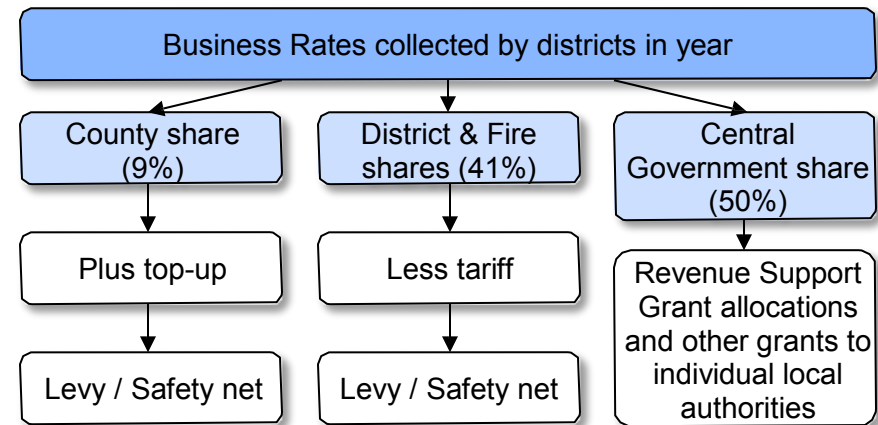 Business Rates collected by districts in year
County share
(9%)
District & Fire
shares (41%)
Central
Government share
(50%)
Plus top-up
Less tariff
Revenue Support
Grant allocations
and other grants to
individual local
authorities
Levy / Safety net
Levy / Safety net